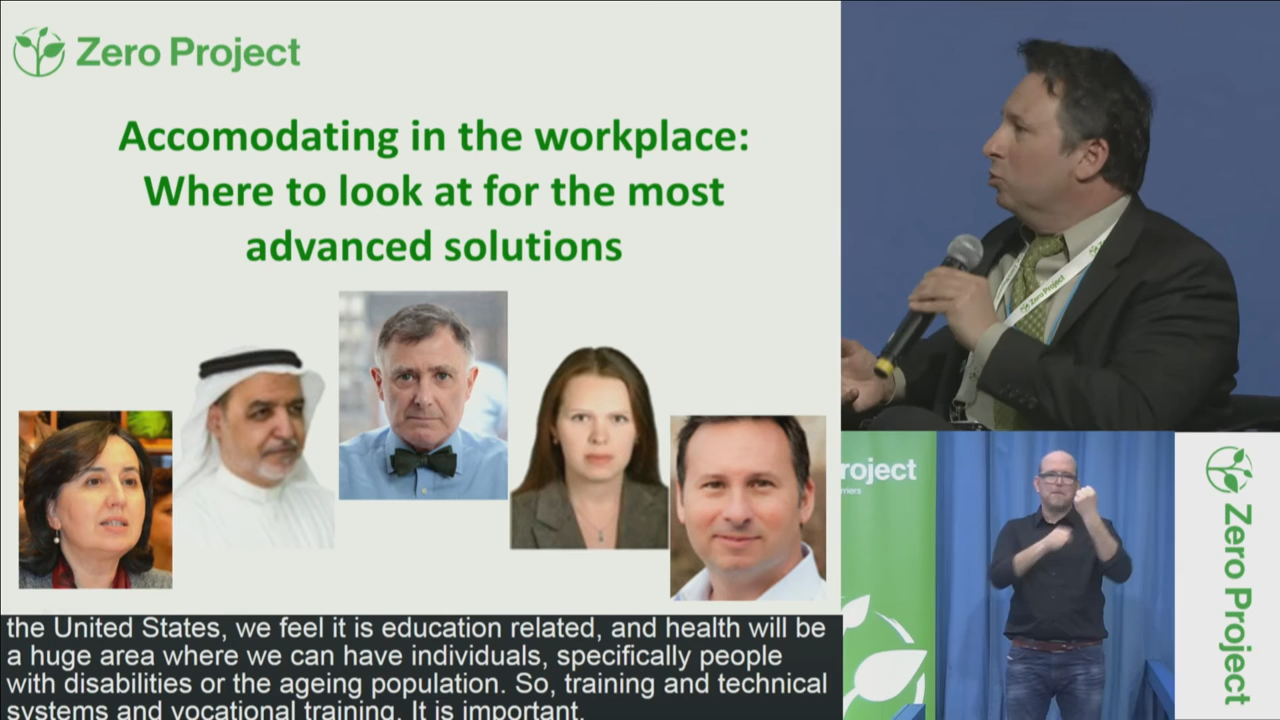 Zero Project
Accomodating in the workplace:
Where to look at for the most
advanced solutions
the United States, we feel it is education related, and health will be
a huge area where we can have individuals, specifically people
with disabilities or the ageing population. So, training and technical
systems and vocational training. It is important.
Zero Project
roject
Zero Project